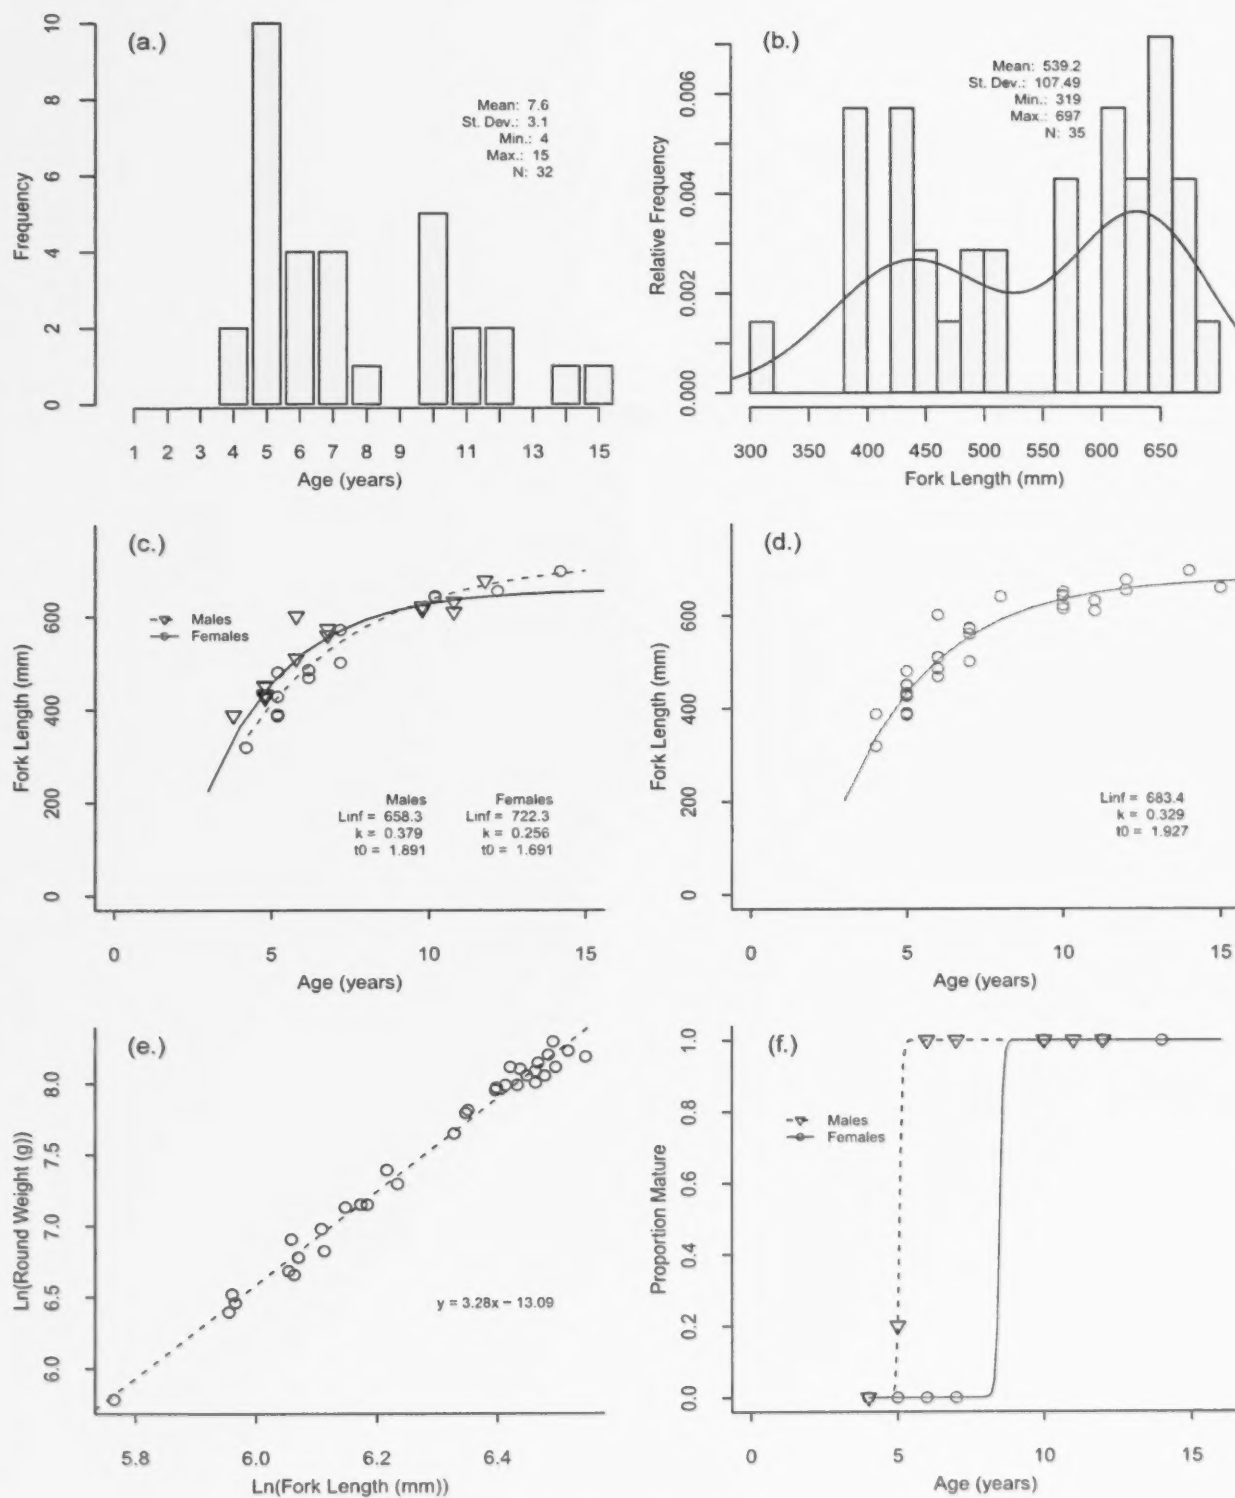 (a.)
Mean: 7.6
St. Dev.: 3.1
Min.: 4
Max.: 15
N: 32
Frequency
0 2 4 6 8 10
1 2 3 4 5 6 7 8 9 11 13 15
Age (years)
(b.)
Mean: 539.2
St. Dev.: 107.49
Min.: 319
Max.: 697
N: 35
Relative Frequency
0.000 0.002 0.004 0.006
300 350 400 450 500 550 600 650
Fork Length (mm)
(c.)
Males
Females
Fork Length (mm)
0 200 400 600
Males Females
Linf = 658.3 Linf = 722.3
k = 0.379 k = 0.256
t0 = 1.891 t0 = 1.691
0 5 10 15
Age (years)
(d.)
Fork Length (mm)
0 200 400 600
Linf = 683.4
k = 0.329
t0 = 1.927
0 5 10 15
Age (years)
(e.)
Ln(Round Weight (g))
6.0 6.5 7.0 7.5 8.0
y = 3.28x − 13.09
5.8 6.0 6.2 6.4
Ln(Fork Length (mm))
(f.)
Males
Females
Proportion Mature
0.0 0.2 0.4 0.6 0.8 1.0
0 5 10 15
Age (years)